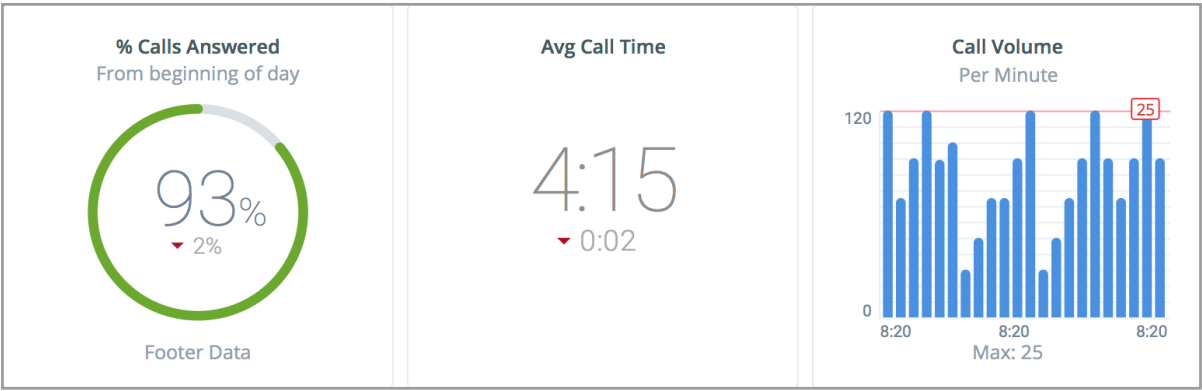 % Calls Answered
From beginning of day
93%
2%
Footer Data
Avg Call Time
4:15
0:02
Call Volume
Per Minute
25
120
0
8:20 8:20 8:20
Max: 25